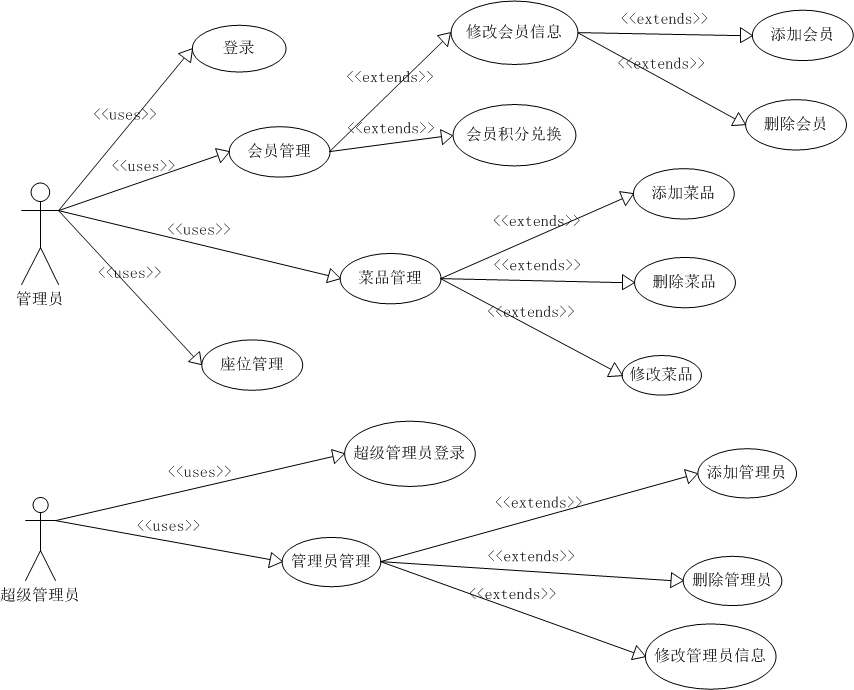 <<extends>>
修改会员信息
添加会员
登录
<<extends>>
<<extends>>
<<uses>>
<<extends>>
删除会员
会员积分兑换
会员管理
<<uses>>
添加菜品
<<extends>>
<<uses>>
<<extends>>
<<uses>>
菜品管理
删除菜品
管理员
<<extends>>
座位管理
修改菜品
超级管理员登录
<<uses>>
添加管理员
<<extends>>
<<uses>>
<<extends>>
管理员管理
删除管理员
超级管理员
<<extends>>
修改管理员信息